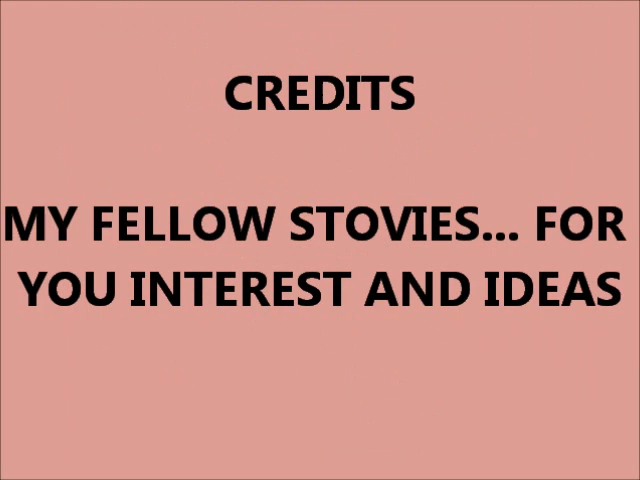 CREDITS
MY FELLOW STOVIES... FOR
YOU INTEREST AND IDEAS